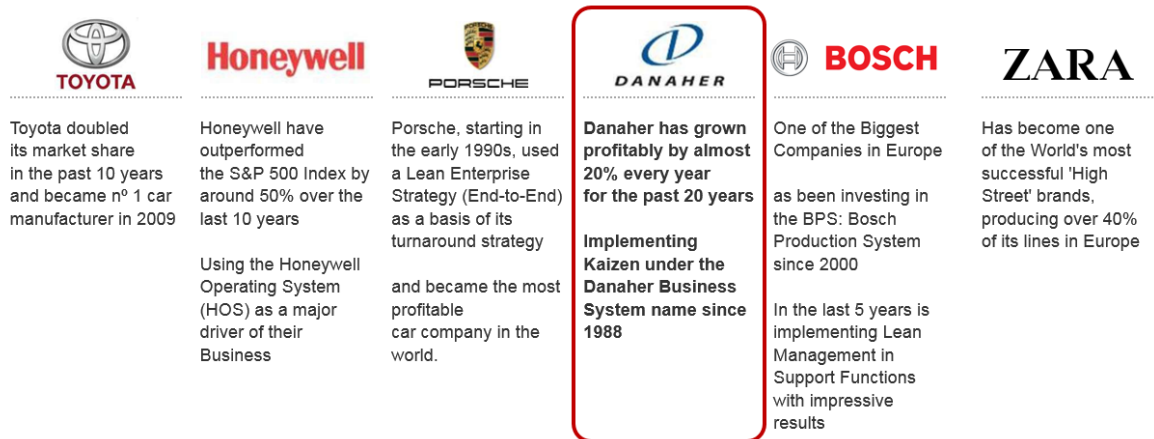 TOYOTA
Toyota doubled
its market share
in the past 10 years
and became nº 1 car
manufacturer in 2009
Honeywell
Honeywell have
outperformed
the S&P 500 Index by
around 50% over the
last 10 years
Using the Honeywell
Operating System
(HOS) as a major
driver of their
Business
PORSCHE
PORSCHE
Porsche, starting in
the early 1990s, used
a Lean Enterprise
Strategy (End-to-End)
as a basis of its
turnaround strategy
and became the most
profitable
car company in the
world.
DANAHER
Danaher has grown
profitably by almost
20% every year
for the past 20 years
Implementing
Kaizen under the
Danaher Business
System name since
1988
BOSCH
One of the Biggest
Companies in Europe
as been investing in
the BPS: Bosch
Production System
since 2000
In the last 5 years is
implementing Lean
Management in
Support Functions
with impressive
results
ZARA
Has become one
of the World's most
successful 'High
Street' brands,
producing over 40%
of its lines in Europe